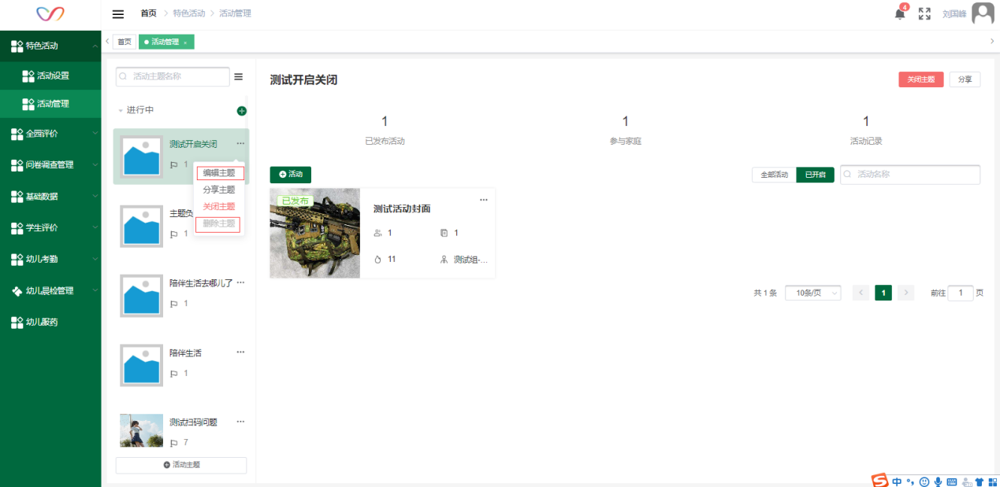 首页 > 特色活动 > 活动管理
4
刘国峰
特色活动
活动设置
活动管理
全园评价
问卷调查管理
基础数据
学生评价
幼儿考勤
幼儿晨检管理
幼儿服药
首页
活动管理 ×
活动主题名称
进行中
测试开启关闭
1
编辑主题
分享主题
关闭主题
删除主题
主题负
1
陪伴生活去哪儿了
1
陪伴生活
1
测试扫码问题
7
活动主题
测试开启关闭
关闭主题
分享
1
已发布活动
1
参与家庭
1
活动记录
活动
全部活动
已开启
活动名称
已发布
测试活动封面
1
1
11
测试组-...
共 1 条
10条/页
1
前往 1 页
S 中